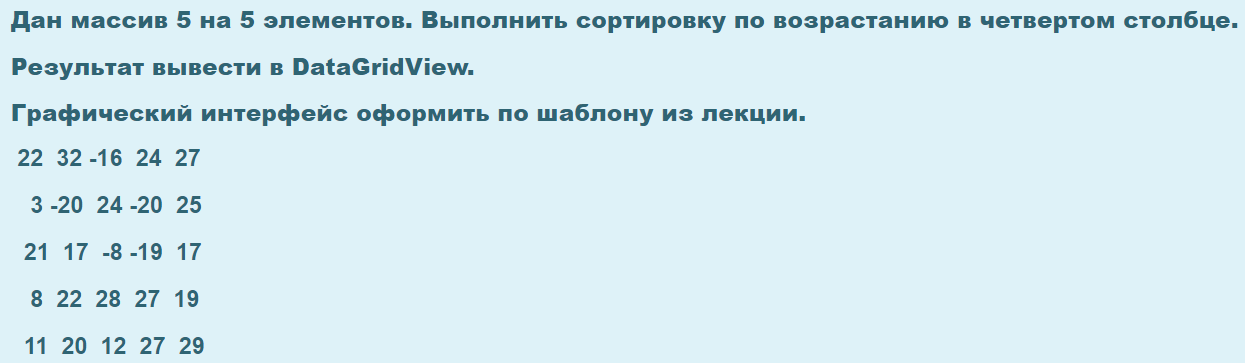 Дан массив 5 на 5 элементов. Выполнить сортировку по возрастанию в четвертом столбце.
Результат вывести в DataGridView.
Графический интерфейс оформить по шаблону из лекции.
22 32 -16 24 27
3 -20 24 -20 25
21 17 -8 -19 17
8 22 28 27 19
11 20 12 27 29